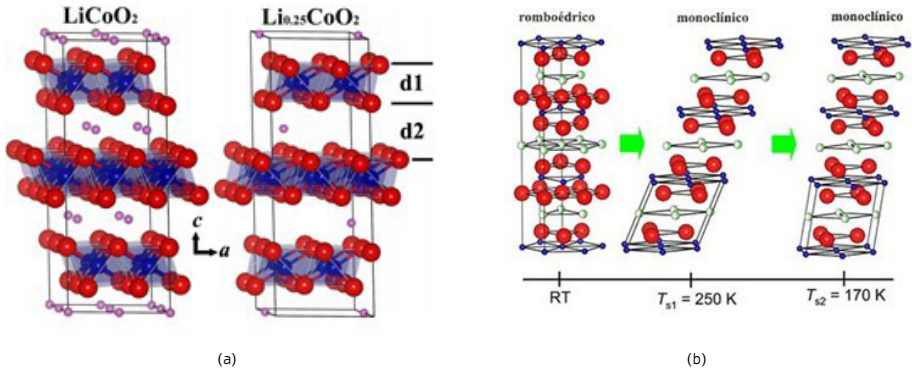 LiCoO₂
Li₀.₂₅CoO₂
d1
d2
c
a
(a)
romboédrico
monoclínico
monoclínico
RT
Tₛ₁ = 250 K
Tₛ₂ = 170 K
(b)